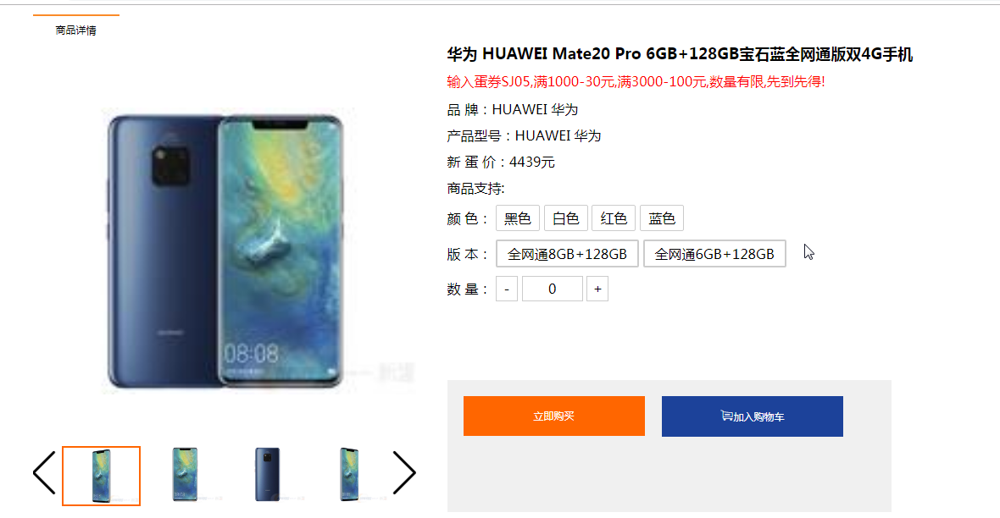 商品详情
华为 HUAWEI Mate20 Pro 6GB+128GB宝石蓝全网通版双4G手机
输入蛋券SJ05,满1000-30元,满3000-100元,数量有限,先到先得!
品 牌：HUAWEI 华为
产品型号：HUAWEI 华为
新 蛋 价：4439元
商品支持:
颜 色： 黑色 白色 红色 蓝色
版 本： 全网通8GB+128GB 全网通6GB+128GB
数 量： - 0 +
08:08
立即购买 加入购物车